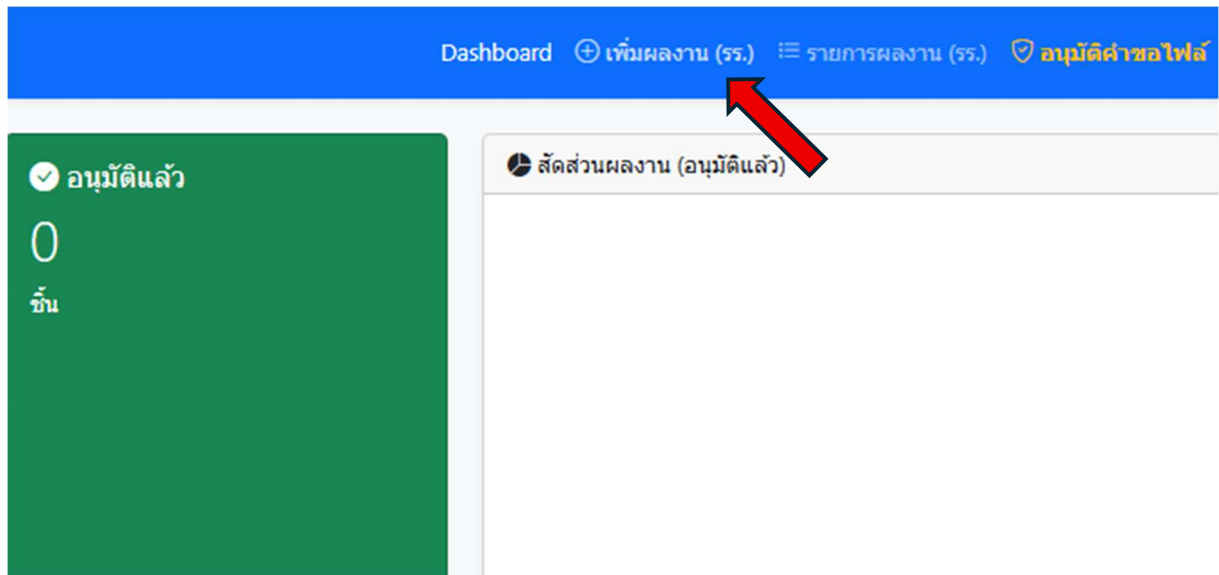 Dashboard เพิ่มผลงาน (รร.) รายการผลงาน (รร.) อนุมัติคำขอไฟล์
อนุมัติแล้ว
0
ชิ้น
สัดส่วนผลงาน (อนุมัติแล้ว)